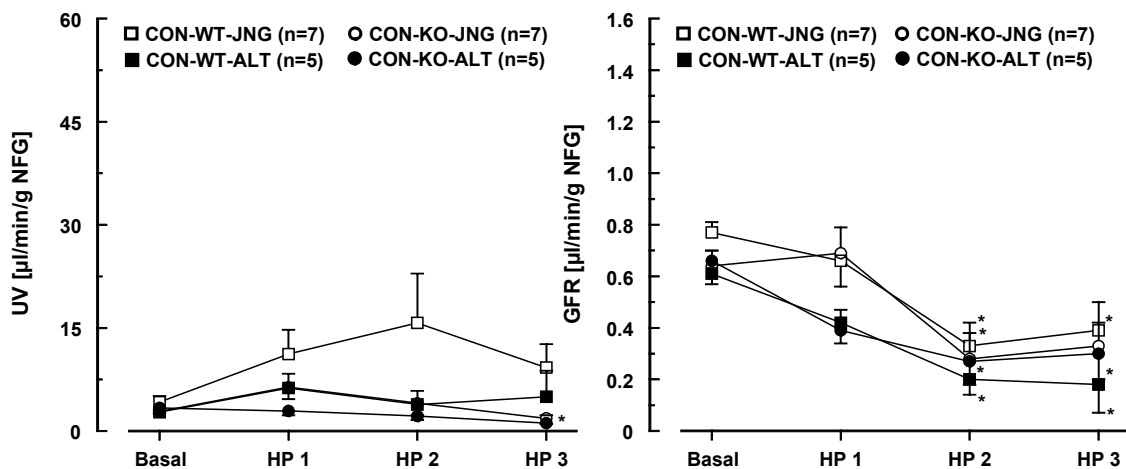 60
45
30
15
0
UV [µl/min/g NFG]
CON-WT-JNG (n=7) CON-KO-JNG (n=7)
CON-WT-ALT (n=5) CON-KO-ALT (n=5)
*
Basal HP 1 HP 2 HP 3
1.6
1.4
1.2
1.0
0.8
0.6
0.4
0.2
0.0
GFR [µl/min/g NFG]
CON-WT-JNG (n=7) CON-KO-JNG (n=7)
CON-WT-ALT (n=5) CON-KO-ALT (n=5)
* *
*
* *
* *
Basal HP 1 HP 2 HP 3